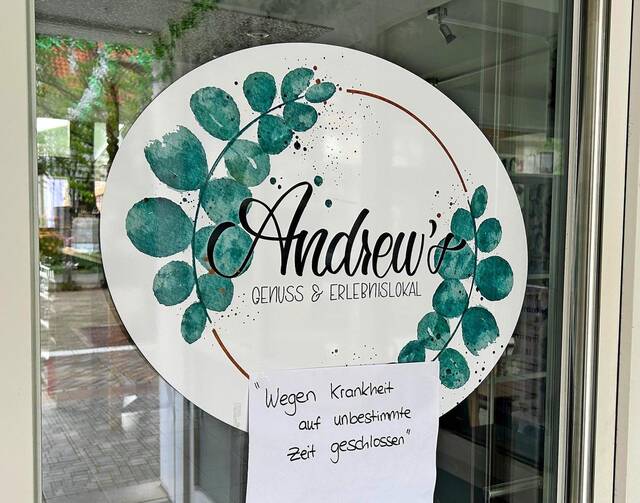 Andrew's
GENUSS & ERLEBNISLOKAL
"Wegen Krankheit
auf unbestimmte
Zeit geschlossen"